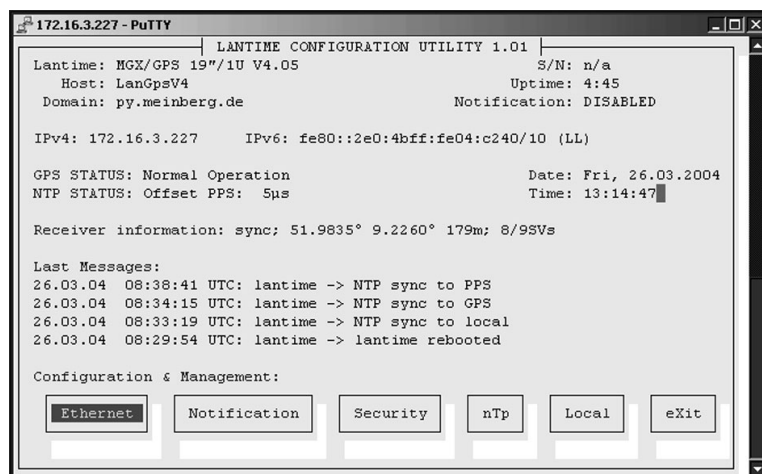 172.16.3.227 - PuTTY
LANTIME CONFIGURATION UTILITY 1.01
Lantime: MGX/GPS 19"/1U V4.05 S/N: n/a
Host: LanGpsV4 Uptime: 4:45
Domain: py.meinberg.de Notification: DISABLED
IPv4: 172.16.3.227 IPv6: fe80::2e0:4bff:fe04:c240/10 (LL)
GPS STATUS: Normal Operation Date: Fri, 26.03.2004
NTP STATUS: Offset PPS: 5µs Time: 13:14:47
Receiver information: sync; 51.9835° 9.2260° 179m; 8/9SVs
Last Messages:
26.03.04 08:38:41 UTC: lantime -> NTP sync to PPS
26.03.04 08:34:15 UTC: lantime -> NTP sync to GPS
26.03.04 08:33:19 UTC: lantime -> NTP sync to local
26.03.04 08:29:54 UTC: lantime -> lantime rebooted
Configuration & Management:
Ethernet Notification Security nTp Local eXit